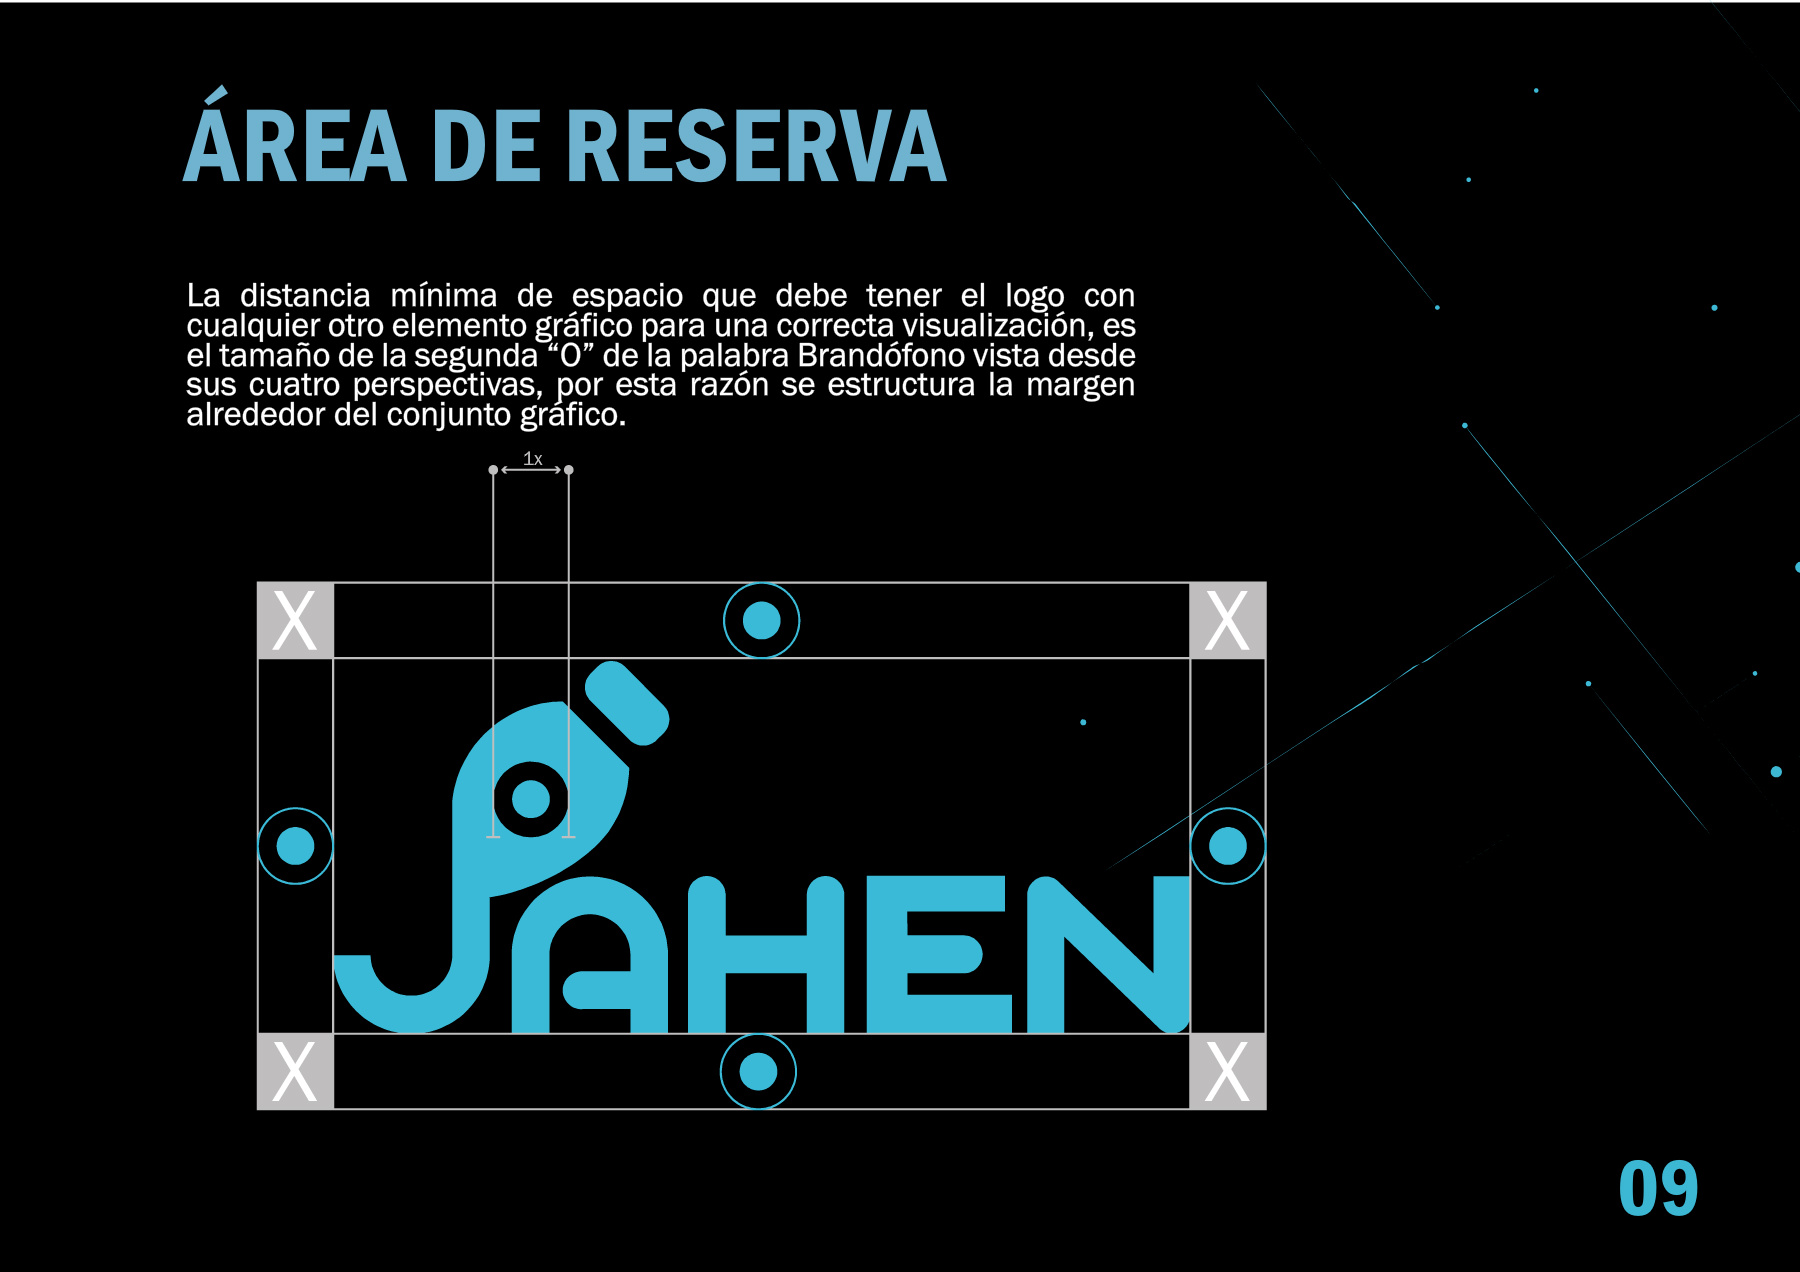 ÁREA DE RESERVA
La distancia mínima de espacio que debe tener el logo con
cualquier otro elemento gráfico para una correcta visualización, es
el tamaño de la segunda “O” de la palabra Brandófono vista desde
sus cuatro perspectivas, por esta razón se estructura la margen
alrededor del conjunto gráfico.
1x
X X
JAHEN
X X
09